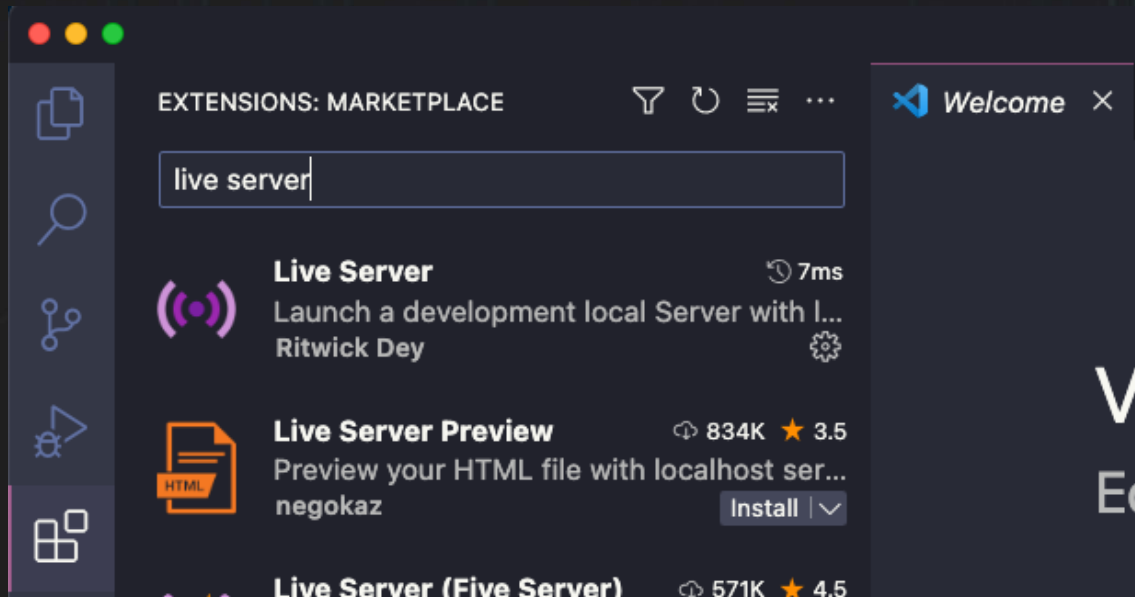 EXTENSIONS: MARKETPLACE
Welcome
live server
Live Server 7ms
Launch a development local Server with l...
Ritwick Dey
Live Server Preview 834K 3.5
Preview your HTML file with localhost ser...
HTML
negokaz Install
Live Server (Five Server) 571K 4.5